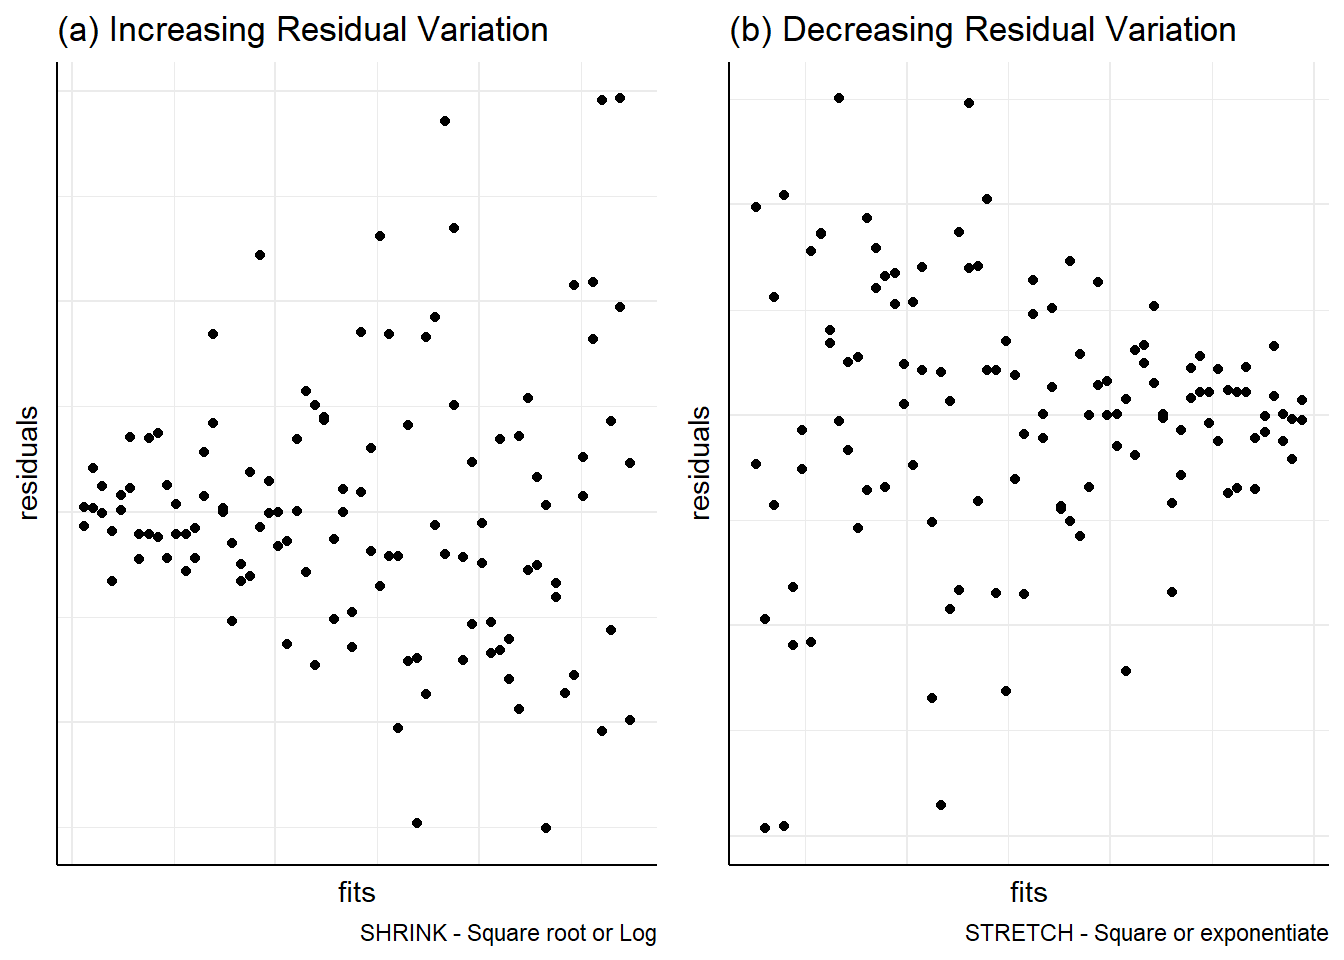 (a) Increasing Residual Variation
residuals
fits
SHRINK - Square root or Log
(b) Decreasing Residual Variation
residuals
fits
STRETCH - Square or exponentiate